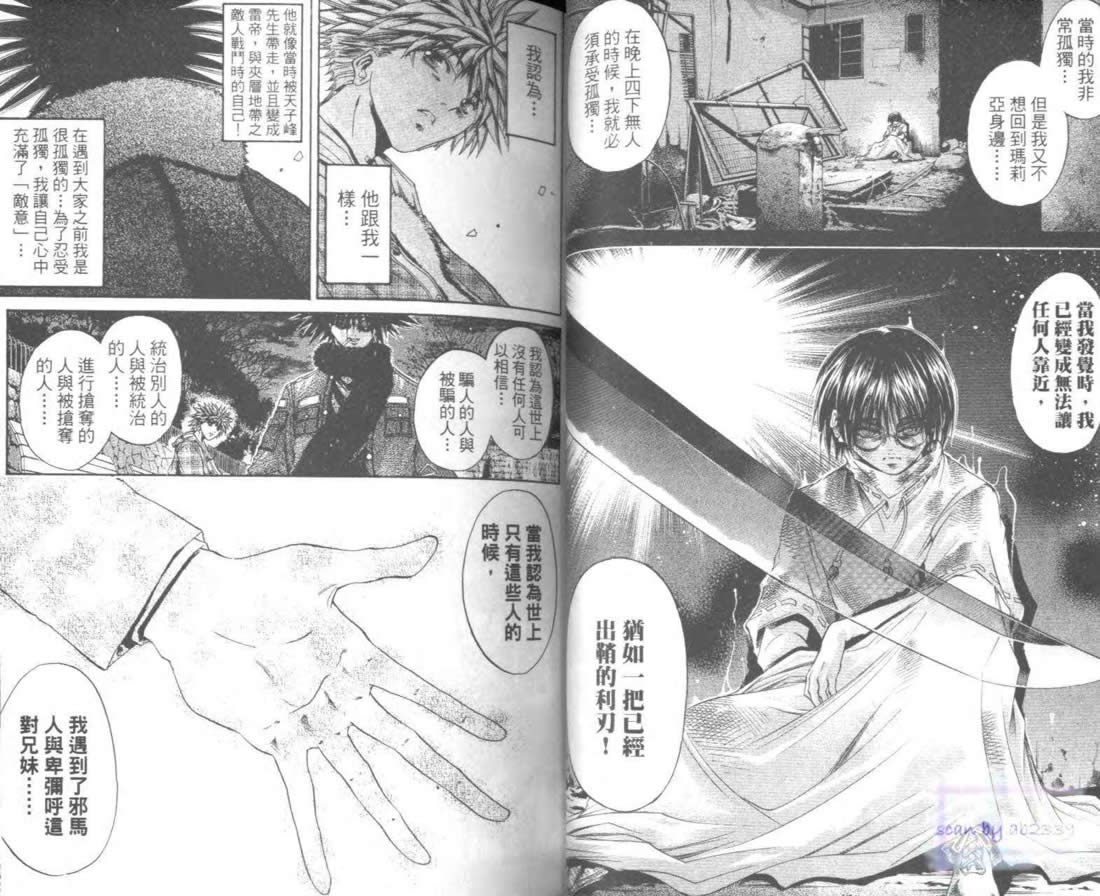 當時的我非
常孤獨…
但是我又不
想回到瑪莉
亞身邊…
在晚上四下無人
的時候，我就必
須承受孤獨…
當我發覺時，我
已經變成無法讓
任何人靠近，
猶如一把已經
出鞘的利刃！
我認為…
他跟我一
樣…
他就像當時被天子峰
先生帶走，並且變成
雷帝，與夾層地帶之
敵人戰鬥時的自己！
在遇到大家之前我是
很孤獨的…為了忍受
孤獨，我讓自己心中
充滿了「敵意」…
我認為這世上
沒有任何人可
以相信…
騙人的人與
被騙的人…
統治別人的
人與被統治
的人……
進行搶奪的
人與被搶奪
的人……
當我認為世上
只有這些人的
時候，
我遇到了邪馬
人與卑彌呼這
對兄妹……
scan by ab2339